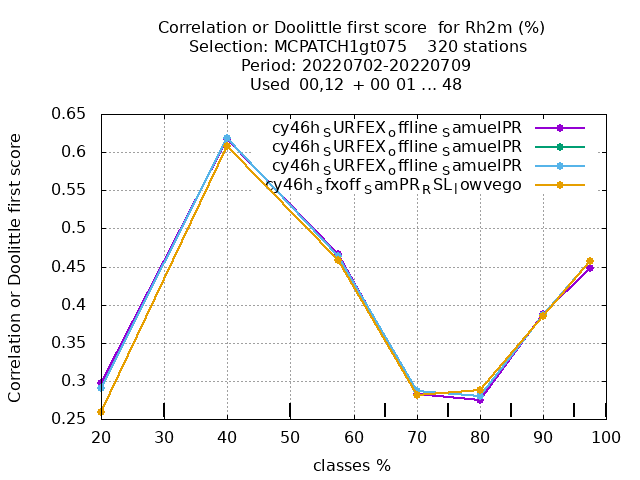 Correlation or Doolittle first score  for Rh2m (%)
Selection: MCPATCH1gt075    320 stations
Period: 20220702-20220709
Used  00,12  + 00 01 ... 48
cy46h_SURFEX_offline_SamuelPR
cy46h_SURFEX_offline_SamuelPR
cy46h_SURFEX_offline_SamuelPR
cy46h_sfxoff_SamPR_RSL_lowvego
Correlation or Doolittle first score
0.65
0.6
0.55
0.5
0.45
0.4
0.35
0.3
0.25
20 30 40 50 60 70 80 90 100
classes %